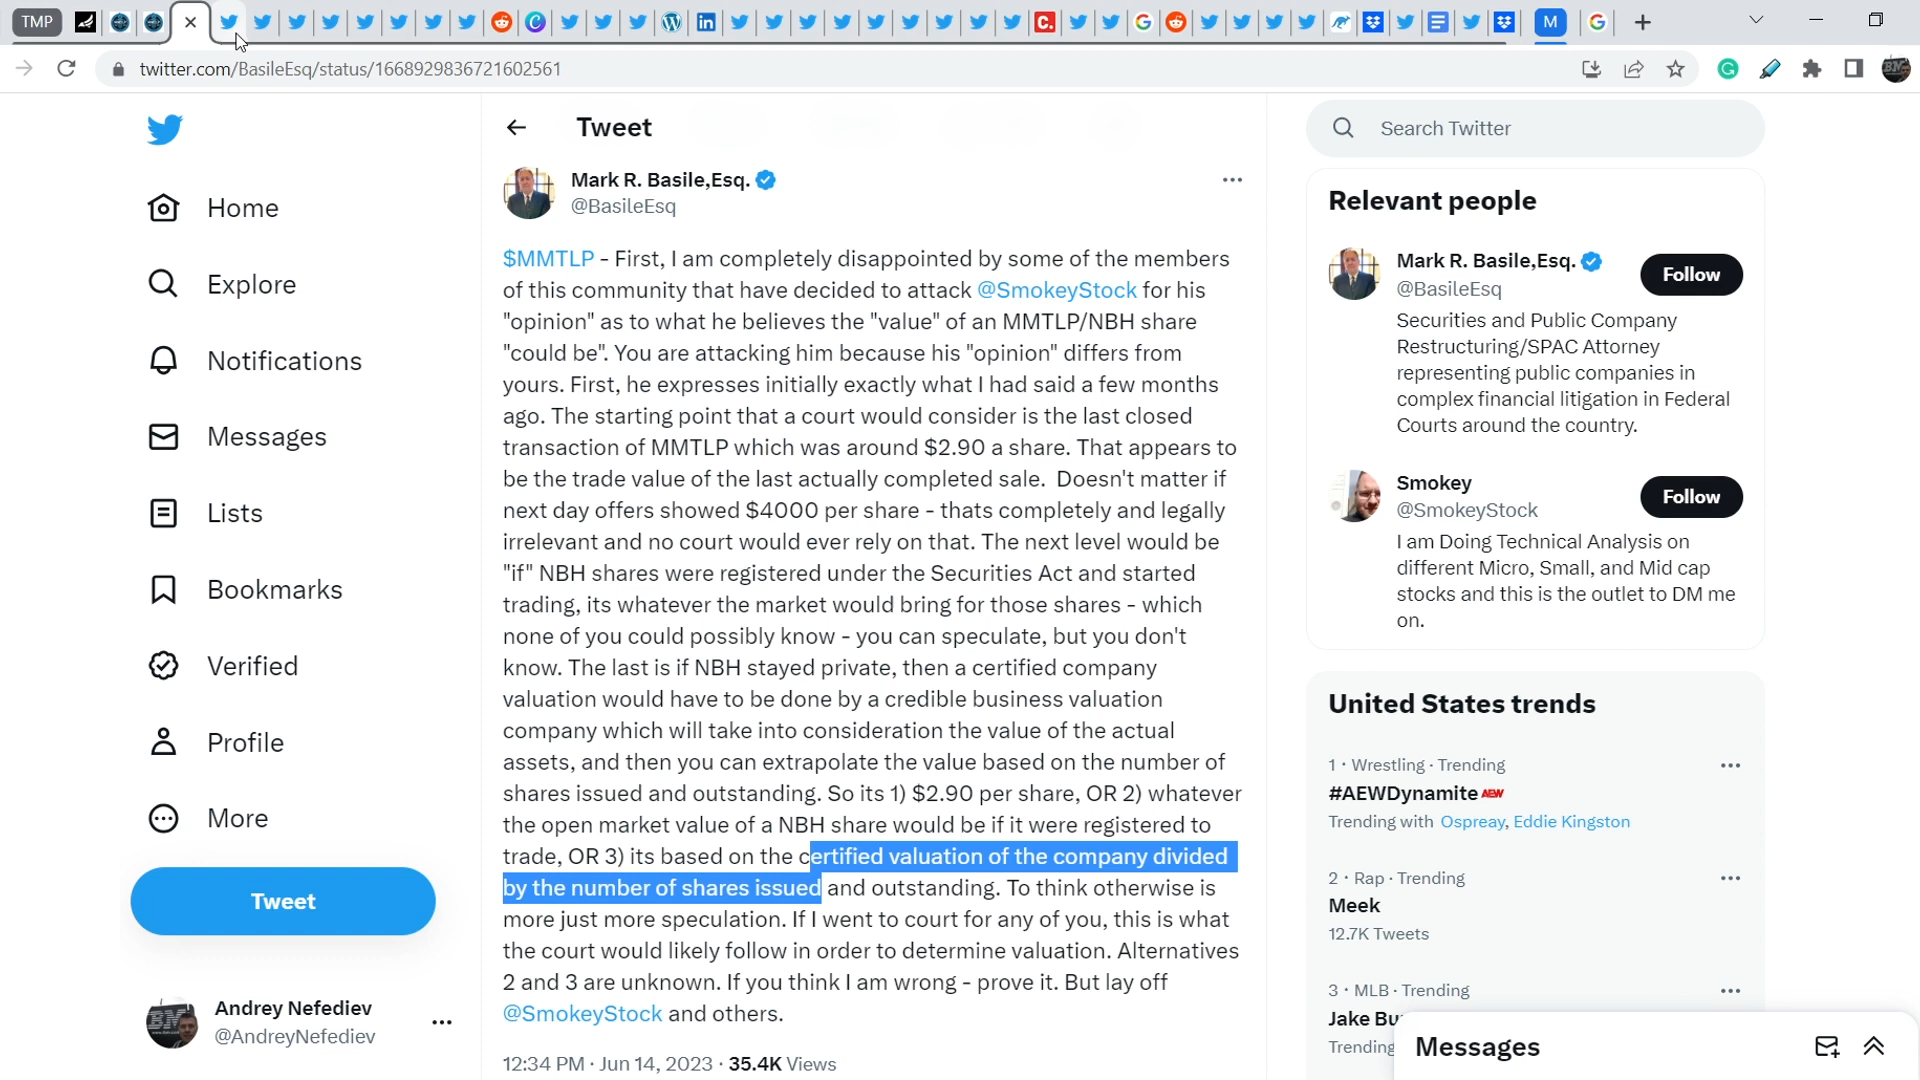 TMP
M
twitter.com/BasileEsq/status/1668929836721602561
Home
Explore
Notifications
Messages
Lists
Bookmarks
Verified
Profile
More
Tweet
Andrey Nefediev
@AndreyNefediev
Tweet
Mark R. Basile,Esq.
@BasileEsq
$MMTLP - First, I am completely disappointed by some of the members
of this community that have decided to attack @SmokeyStock for his
"opinion" as to what he believes the "value" of an MMTLP/NBH share
"could be". You are attacking him because his "opinion" differs from
yours. First, he expresses initially exactly what I had said a few months
ago. The starting point that a court would consider is the last closed
transaction of MMTLP which was around $2.90 a share. That appears to
be the trade value of the last actually completed sale.  Doesn't matter if
next day offers showed $4000 per share - thats completely and legally
irrelevant and no court would ever rely on that. The next level would be
"if" NBH shares were registered under the Securities Act and started
trading, its whatever the market would bring for those shares - which
none of you could possibly know - you can speculate, but you don't
know. The last is if NBH stayed private, then a certified company
valuation would have to be done by a credible business valuation
company which will take into consideration the value of the actual
assets, and then you can extrapolate the value based on the number of
shares issued and outstanding. So its 1) $2.90 per share, OR 2) whatever
the open market value of a NBH share would be if it were registered to
trade, OR 3) its based on the certified valuation of the company divided
by the number of shares issued and outstanding. To think otherwise is
more just more speculation. If I went to court for any of you, this is what
the court would likely follow in order to determine valuation. Alternatives
2 and 3 are unknown. If you think I am wrong - prove it. But lay off
@SmokeyStock and others.
12:34 PM · Jun 14, 2023 · 35.4K Views
Search Twitter
Relevant people
Mark R. Basile,Esq.
@BasileEsq
Follow
Securities and Public Company
Restructuring/SPAC Attorney
representing public companies in
complex financial litigation in Federal
Courts around the country.
Smokey
@SmokeyStock
Follow
I am Doing Technical Analysis on
different Micro, Small, and Mid cap
stocks and this is the outlet to DM me
on.
United States trends
1 · Wrestling · Trending
#AEWDynamite
Trending with Ospreay, Eddie Kingston
2 · Rap · Trending
Meek
12.7K Tweets
3 · MLB · Trending
Jake Bu
Trending
Messages